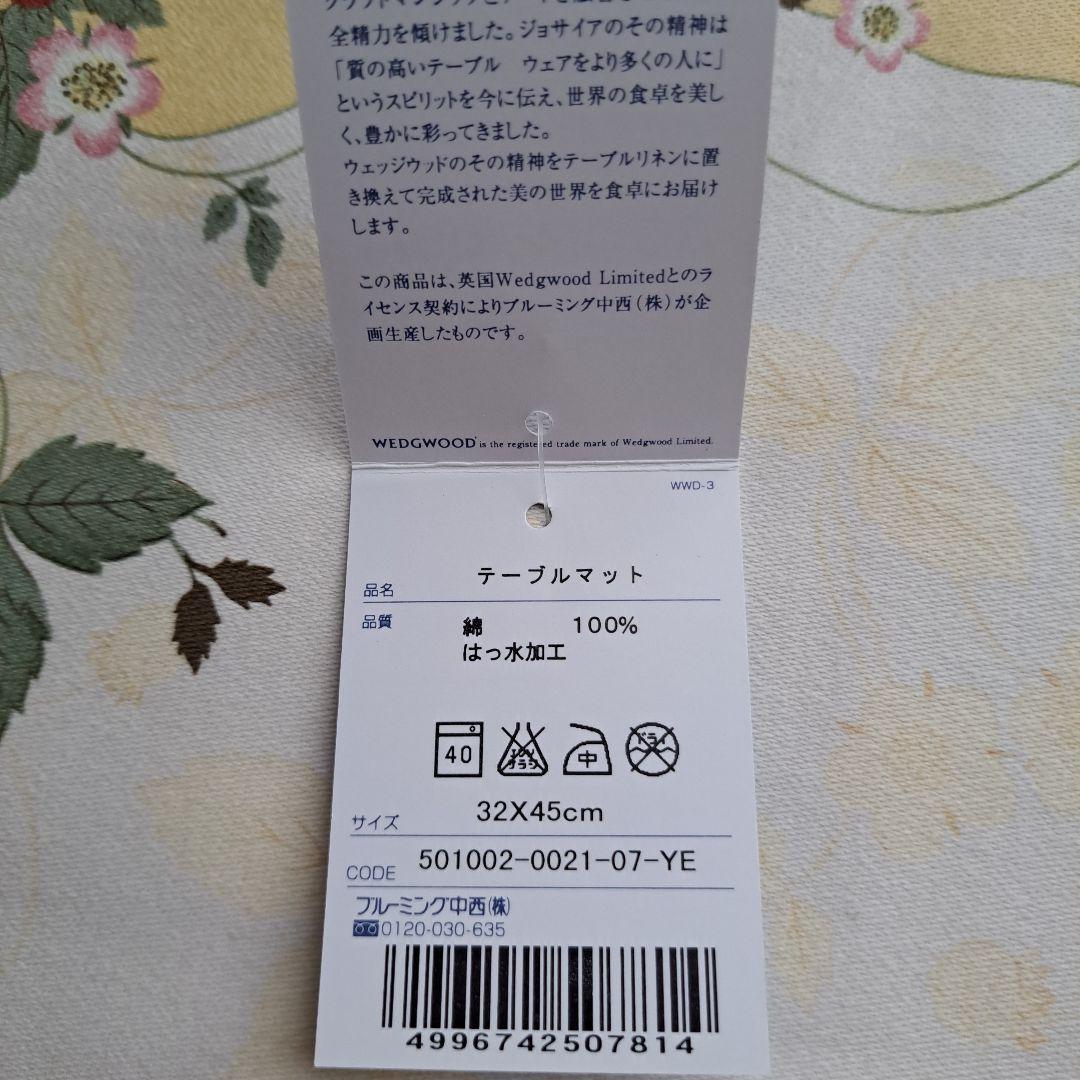 全精力を傾けました。ジョサイアのその精神は
「質の高いテーブル ウェアをより多くの人に」
というスピリットを今に伝え、世界の食卓を美し
く、豊かに彩ってきました。
ウェッジウッドのその精神をテーブルリネンに置
き換えて完成された美の世界を食卓にお届け
します。
この商品は、英国Wedgwood Limitedとのラ
イセンス契約によりブルーミング中西(株)が企
画生産したものです。
WEDGWOOD is the registered trade mark of Wedgwood Limited.
WWD-3
品名 テーブルマット
品質 綿 100%
はっ水加工
40 エンソ サラシ 中 ドライ
サイズ 32X45cm
CODE 501002-0021-07-YE
ブルーミング中西(株)
0120-030-635
4996742507814